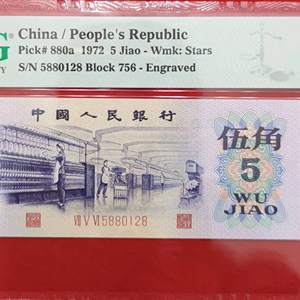 China / People's Republic
Pick# 880a 1972 5 Jiao - Wmk: Stars
S/N 5880128 Block 756 - Engraved
中國人民銀行
伍角
5
WU
JIAO
VII V VI 5880128